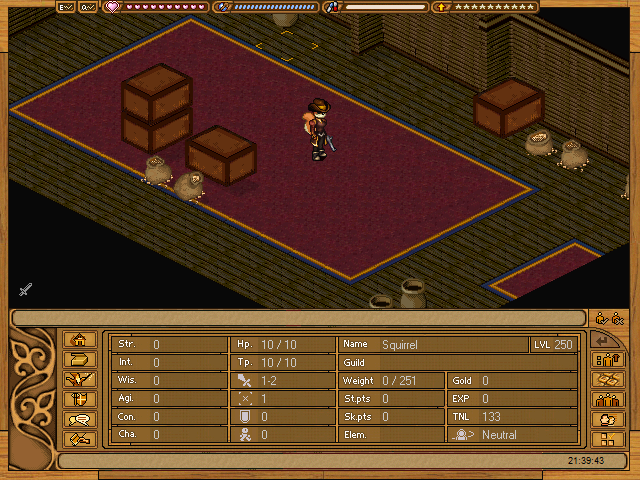 E
Q
Str. 0 Hp. 10 / 10 Name Squirrel LVL 250
Int. 0 Tp. 10 / 10 Guild
Wis. 0 1-2 Weight 0 / 251 Gold 0
Agi. 0 1 St.pts 0 EXP 0
Con. 0 0 Sk.pts 0 TNL 133
Cha. 0 0 Elem. Neutral
21:39:43